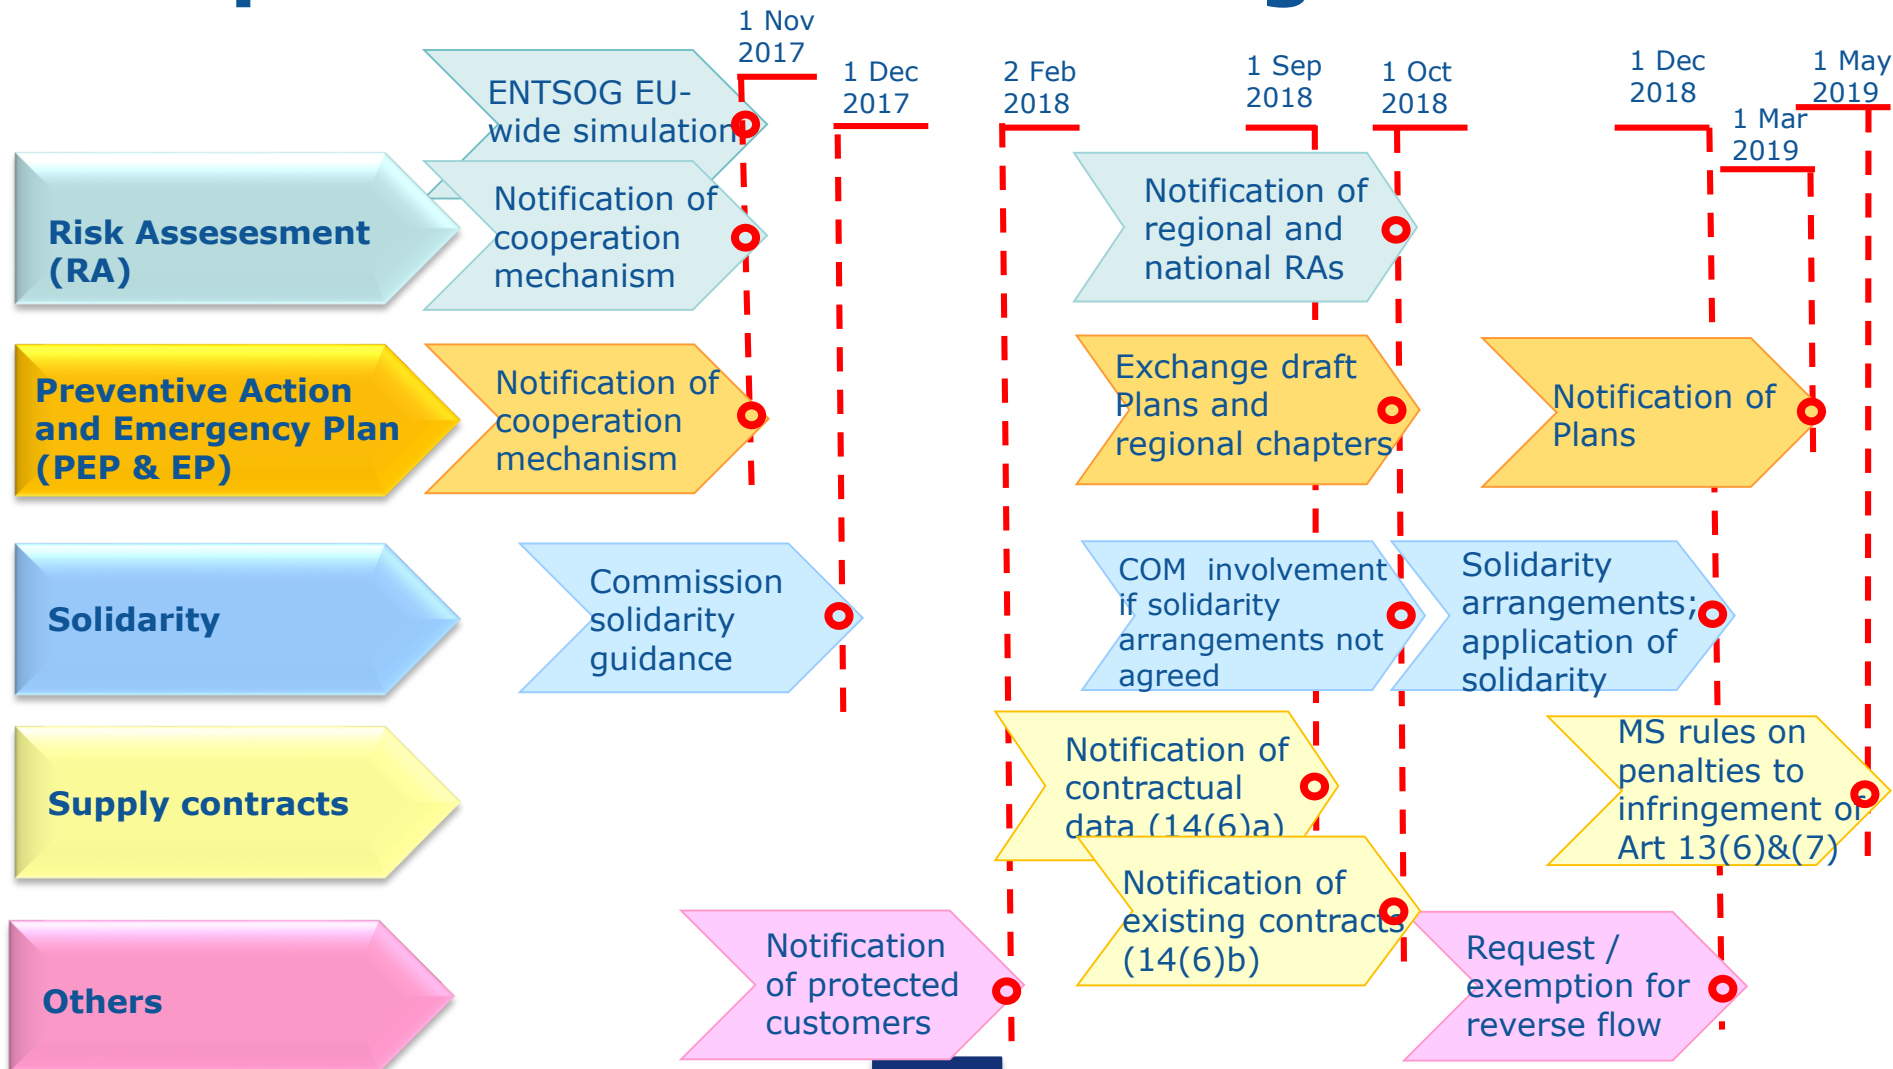 1 Nov
2017
1 Dec
2017
2 Feb
2018
1 Sep
2018
1 Oct
2018
1 Dec
2018
1 Mar
2019
1 May
2019
ENTSOG EU-
wide simulation
Risk Assesesment
(RA)
Notification of
cooperation
mechanism
Notification of
regional and
national RAs
Preventive Action
and Emergency Plan
(PEP & EP)
Notification of
cooperation
mechanism
Exchange draft
Plans and
regional chapters
Notification of
Plans
Solidarity
Commission
solidarity
guidance
COM involvement
if solidarity
arrangements not
agreed
Solidarity
arrangements;
application of
solidarity
Supply contracts
Notification of
contractual
data (14(6)a)
Notification of
existing contracts
(14(6)b)
MS rules on
penalties to
infringement of
Art 13(6)&(7)
Others
Notification
of protected
customers
Request /
exemption for
reverse flow